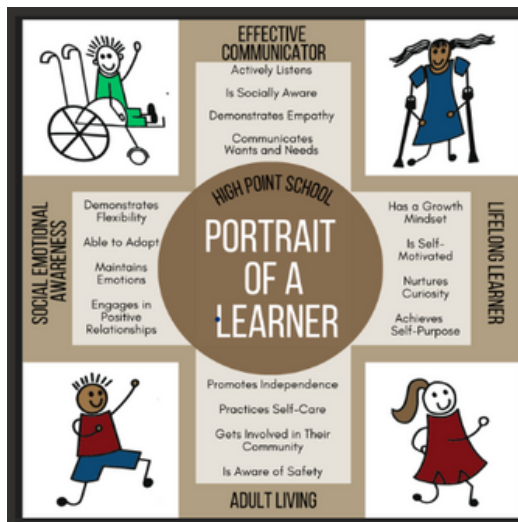 EFFECTIVE
COMMUNICATOR
Actively Listens
Is Socially Aware
Demonstrates Empathy
Communicates
Wants and Needs
SOCIAL EMOTIONAL
AWARENESS
Demonstrates
Flexibility
Able to Adapt
Maintains
Emotions
Engages in
Positive
Relationships
HIGH POINT SCHOOL
PORTRAIT
OF A
LEARNER
Has a Growth
Mindset
Is Self-
Motivated
Nurtures
Curiosity
Achieves
Self-Purpose
LIFELONG LEARNER
Promotes Independence
Practices Self-Care
Gets Involved in Their
Community
Is Aware of Safety
ADULT LIVING